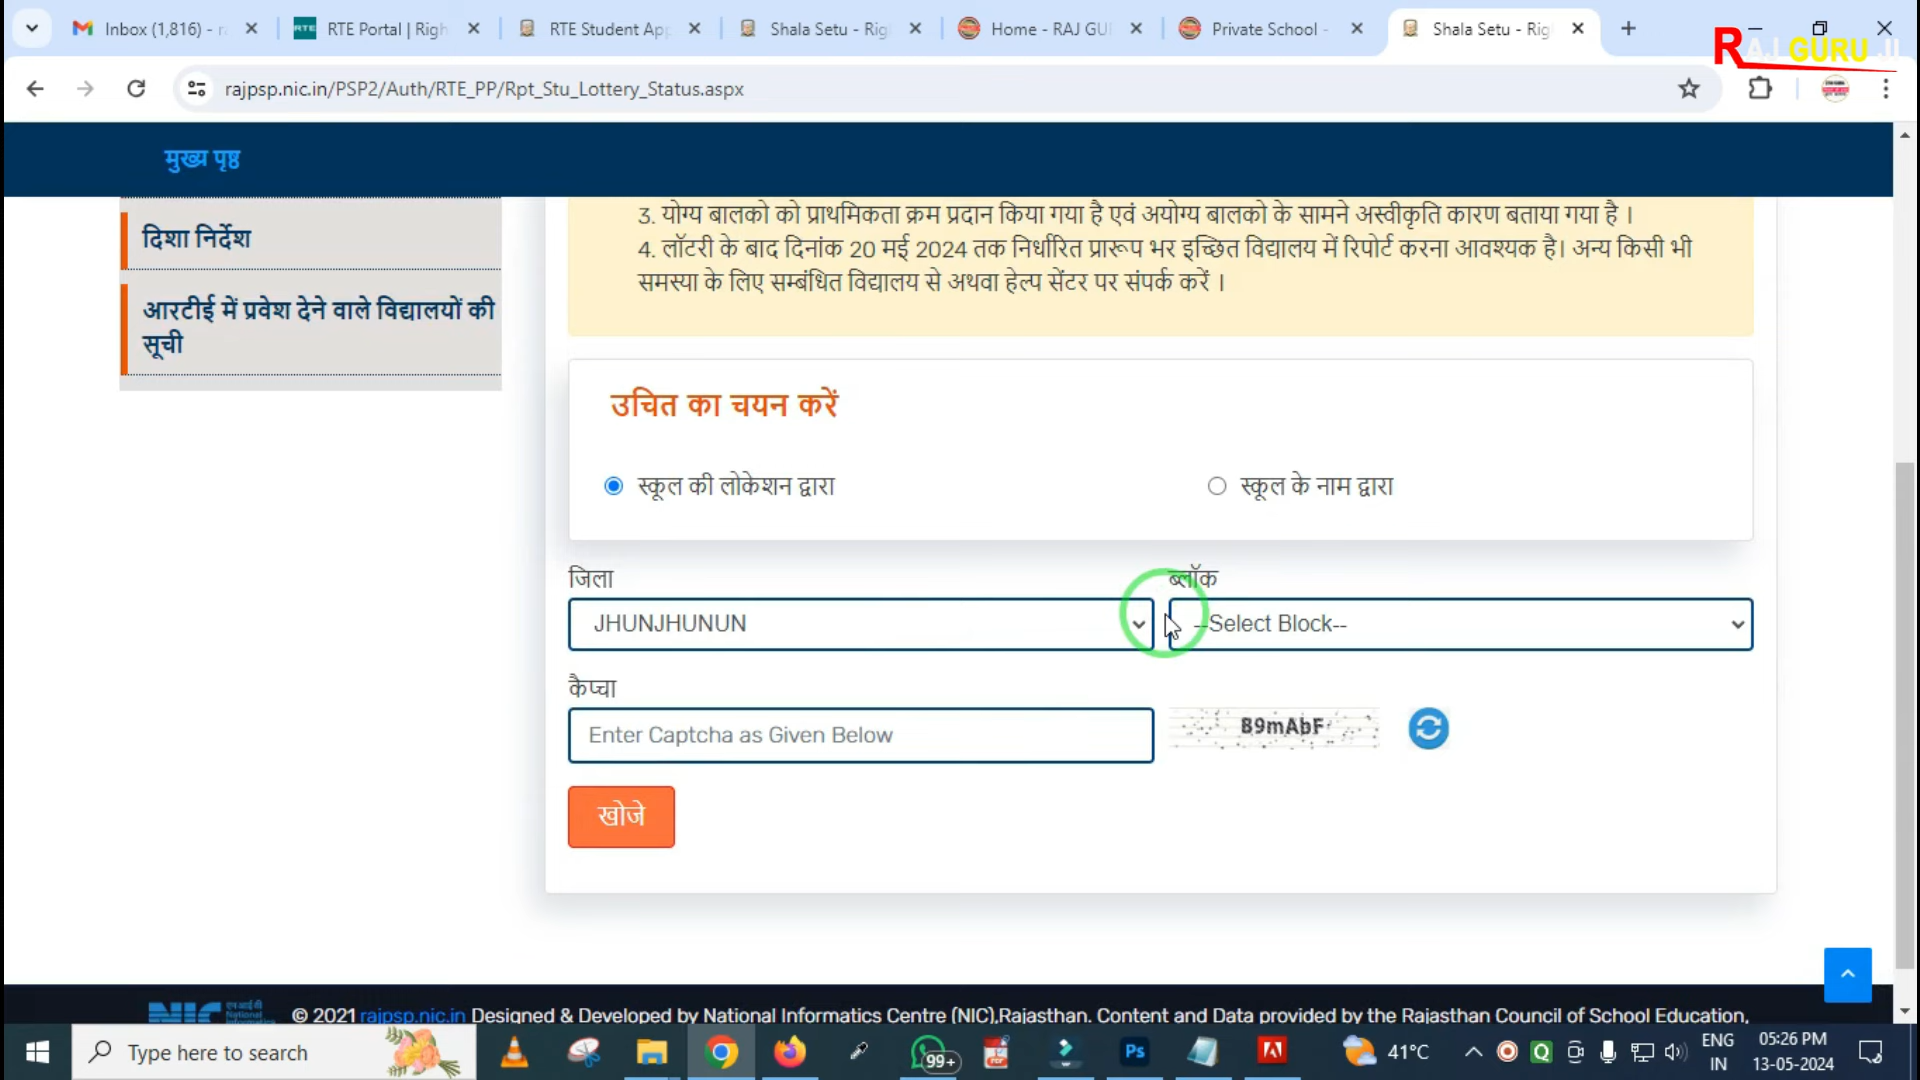 Inbox (1,816) - r
RTE Portal | Righ
RTE Student App
Shala Setu - Rig
Home - RAJ GUI
Private School -
Shala Setu - Rig
RAJ GURU JI
rajpsp.nic.in/PSP2/Auth/RTE_PP/Rpt_Stu_Lottery_Status.aspx
मुख्य पृष्ठ
दिशा निर्देश
आरटीई में प्रवेश देने वाले विद्यालयों की
सूची
3. योग्य बालको को प्राथमिकता क्रम प्रदान किया गया है एवं अयोग्य बालको के सामने अस्वीकृति कारण बताया गया है ।
4. लॉटरी के बाद दिनांक 20 मई 2024 तक निर्धारित प्रारूप भर इच्छित विद्यालय में रिपोर्ट करना आवश्यक है। अन्य किसी भी
समस्या के लिए सम्बंधित विद्यालय से अथवा हेल्प सेंटर पर संपर्क करें ।
उचित का चयन करें
स्कूल की लोकेशन द्वारा
स्कूल के नाम द्वारा
जिला
ब्लॉक
JHUNJHUNUN
--Select Block--
कैप्चा
Enter Captcha as Given Below
89mAbF
खोजे
NIC
© 2021 rajpsp.nic.in Designed & Developed by National Informatics Centre (NIC),Rajasthan. Content and Data provided by the Rajasthan Council of School Education,
Type here to search
99+
Ps
41°C
ENG
IN
05:26 PM
13-05-2024